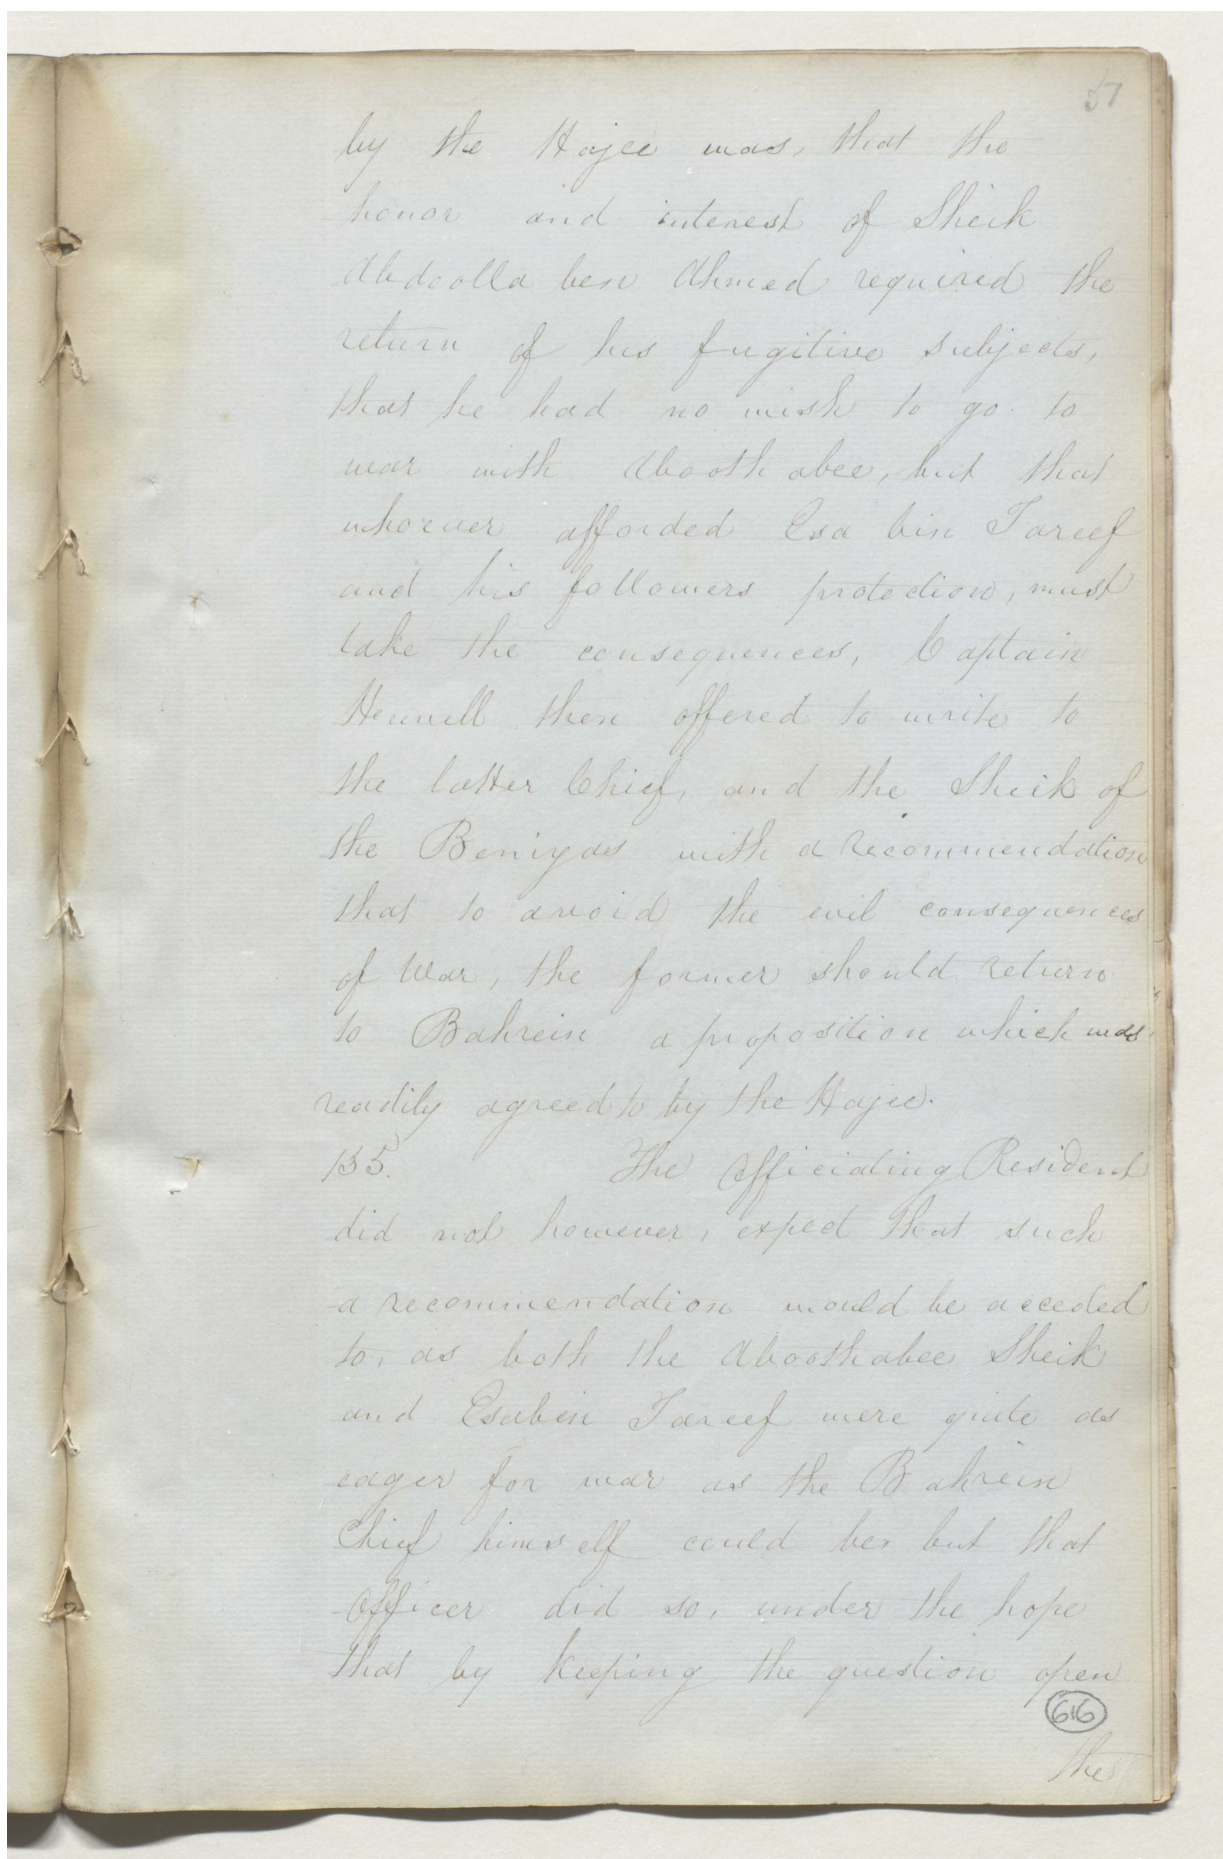 57
by the Hajee was, that the
honor and interest of Sheik
Abdoolla ben Ahmed required the
return of his fugitive subjects,
that he had no wish to go to
war with Aboothabee, but that
whoever afforded Esa bin Tareef
and his followers protection, must
take the consequences, Captain
Hennell then offered to write to
the latter Chief, and the Sheik of
the Beniyas with a recommendation
that to avoid the evil consequences
of War, the former should return
to Bahrein a proposition which was
readily agreed to by the Hajee.
135. The Officiating Resident
did not however, expect that such
a recommendation would be acceded
to, as both the Aboothabee Sheik
and Esabin Tareef were quite as
eager for war as the Bahrein
Chief himself could be, but that
Officer did so, under the hope
that by keeping the question open
616
the